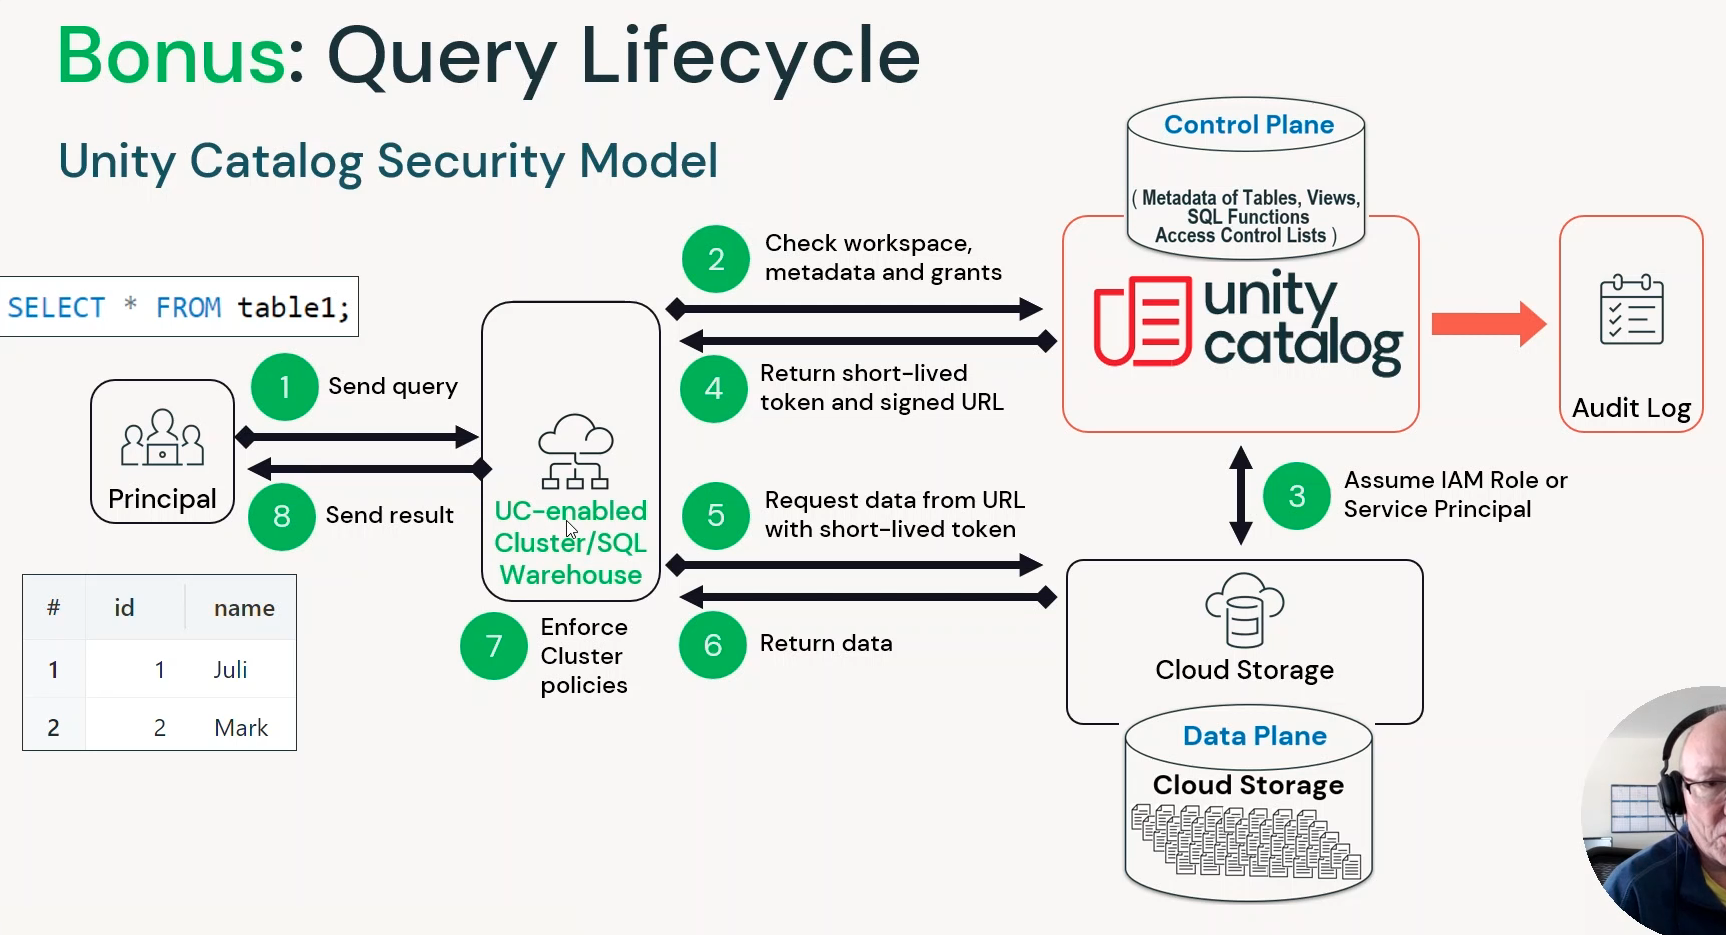 Bonus: Query Lifecycle
Unity Catalog Security Model
SELECT * FROM table1;
Principal
1
Send query
8
Send result
# id name
1 1 Juli
2 2 Mark
UC-enabled
Cluster/SQL
Warehouse
7
Enforce
Cluster
policies
2
Check workspace,
metadata and grants
4
Return short-lived
token and signed URL
5
Request data from URL
with short-lived token
6
Return data
Control Plane
( Metadata of Tables, Views,
SQL Functions
Access Control Lists )
unity
catalog
Audit Log
3
Assume IAM Role or
Service Principal
Cloud Storage
Data Plane
Cloud Storage